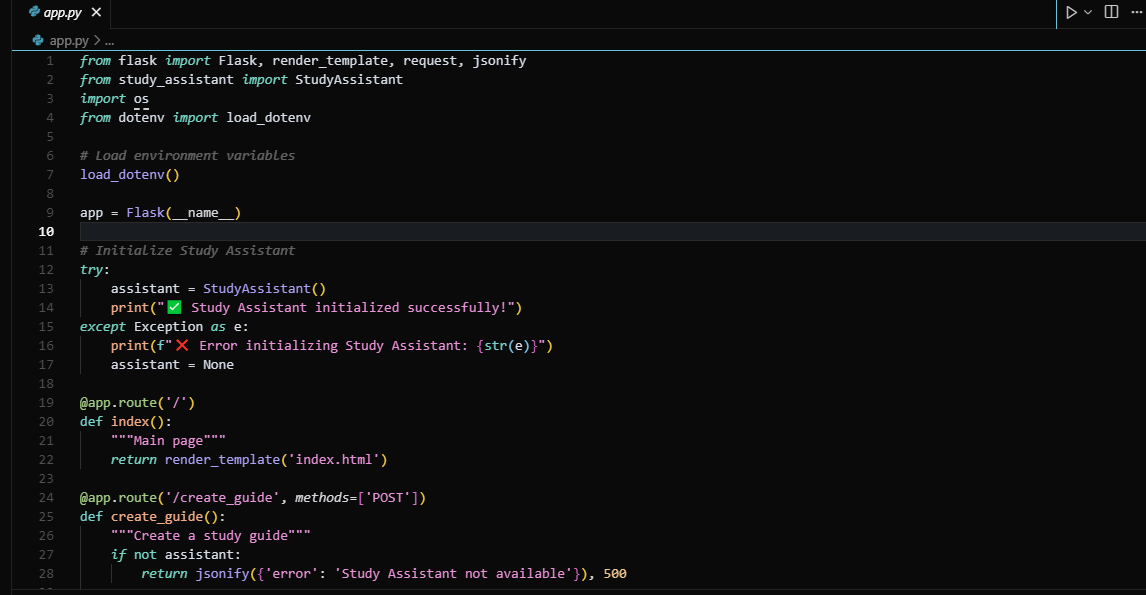 app.py
app.py > ...
1 from flask import Flask, render_template, request, jsonify
2 from study_assistant import StudyAssistant
3 import os
4 from dotenv import load_dotenv
5
6 # Load environment variables
7 load_dotenv()
8
9 app = Flask(__name__)
10
11 # Initialize Study Assistant
12 try:
13     assistant = StudyAssistant()
14     print("✅ Study Assistant initialized successfully!")
15 except Exception as e:
16     print(f"❌ Error initializing Study Assistant: {str(e)}")
17     assistant = None
18
19 @app.route('/')
20 def index():
21     """Main page"""
22     return render_template('index.html')
23
24 @app.route('/create_guide', methods=['POST'])
25 def create_guide():
26     """Create a study guide"""
27     if not assistant:
28         return jsonify({'error': 'Study Assistant not available'}), 500